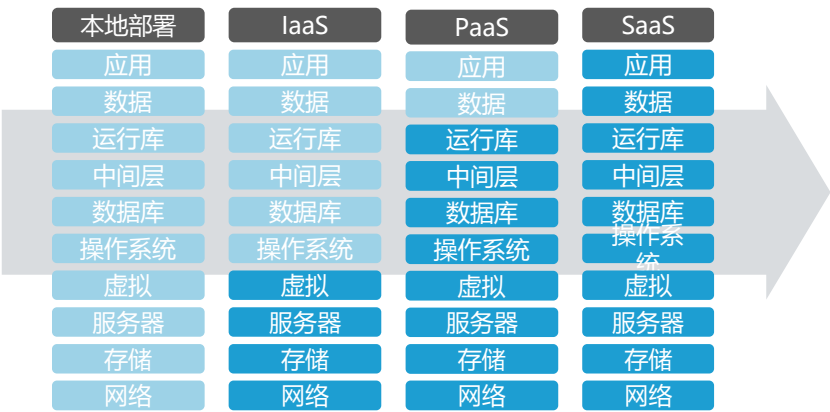 本地部署 IaaS PaaS SaaS
应用 应用 应用 应用
数据 数据 数据 数据
运行库 运行库 运行库 运行库
中间层 中间层 中间层 中间层
数据库 数据库 数据库 数据库
操作系统 操作系统 操作系统 操作系
统
虚拟 虚拟 虚拟 虚拟
服务器 服务器 服务器 服务器
存储 存储 存储 存储
网络 网络 网络 网络